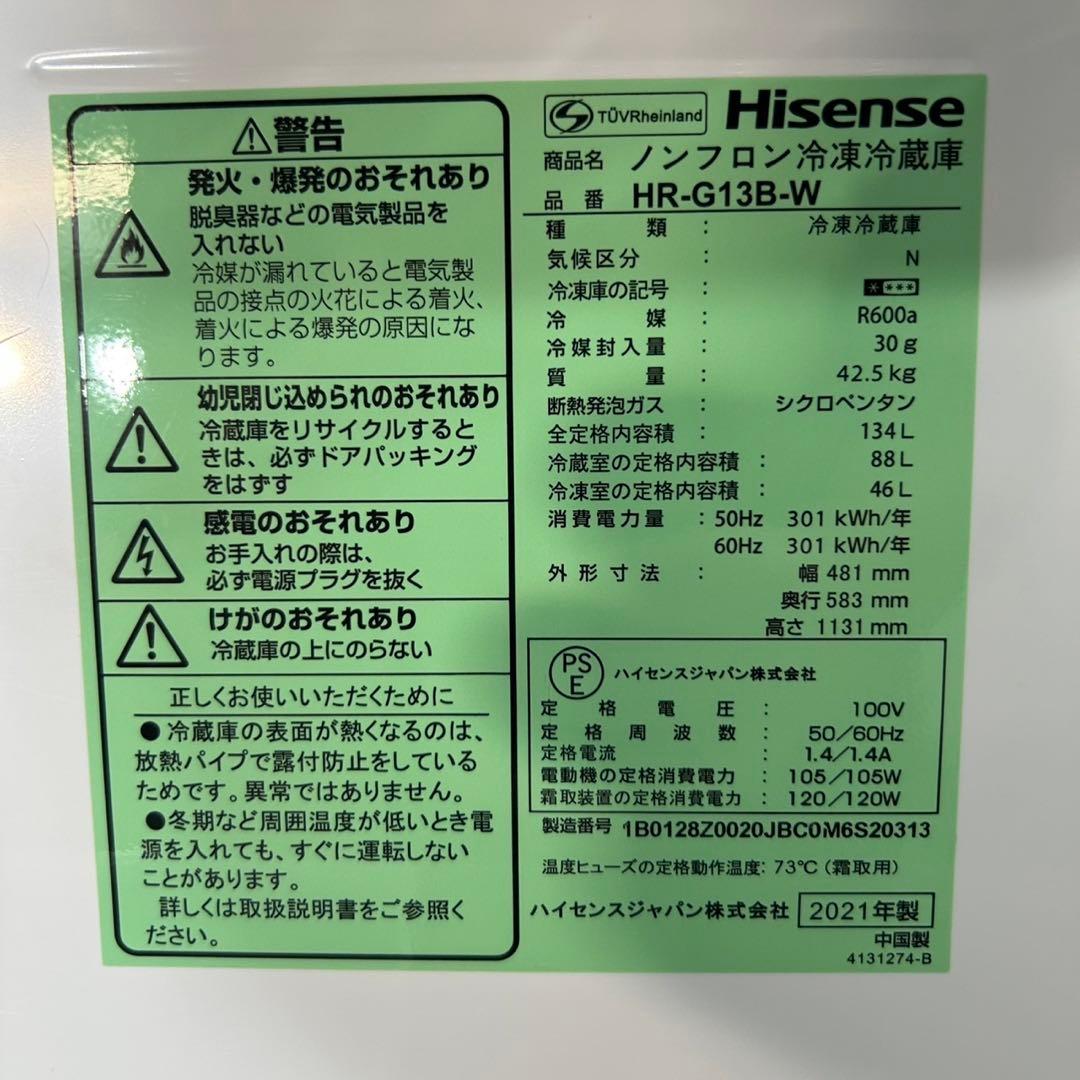 ⚠警告
発火・爆発のおそれあり
脱臭器などの電気製品を
入れない
冷媒が漏れていると電気製
品の接点の火花による着火、
着火による爆発の原因にな
ります。
幼児閉じ込められのおそれあり
冷蔵庫をリサイクルすると
きは、必ずドアパッキング
をはずす
感電のおそれあり
お手入れの際は、
必ず電源プラグを抜く
けがのおそれあり
冷蔵庫の上にのらない
正しくお使いいただくために
●冷蔵庫の表面が熱くなるのは、
放熱パイプで露付防止をしている
ためです。異常ではありません。
●冬期など周囲温度が低いとき電
源を入れても、すぐに運転しない
ことがあります。
詳しくは取扱説明書をご参照く
ださい。
TÜVRheinland Hisense
商品名 ノンフロン冷凍冷蔵庫
品番 HR-G13B-W
種類 : 冷凍冷蔵庫
気候区分 : N
冷凍庫の記号 : * ***
冷媒 : R600a
冷媒封入量 : 30g
質量 : 42.5kg
断熱発泡ガス : シクロペンタン
全定格内容積 : 134L
冷蔵室の定格内容積 : 88L
冷凍室の定格内容積 : 46L
消費電力量 : 50Hz 301 kWh/年
60Hz 301 kWh/年
外形寸法 : 幅 481 mm
奥行 583 mm
高さ 1131 mm
PSE ハイセンスジャパン株式会社
定格電圧 : 100V
定格周波数 : 50/60Hz
定格電流 : 1.4/1.4A
電動機の定格消費電力 : 105/105W
霜取装置の定格消費電力 : 120/120W
製造番号 1B0128Z0020JBC0M6S20313
温度ヒューズの定格動作温度: 73℃(霜取用)
ハイセンスジャパン株式会社 2021年製
中国製
4131274-B